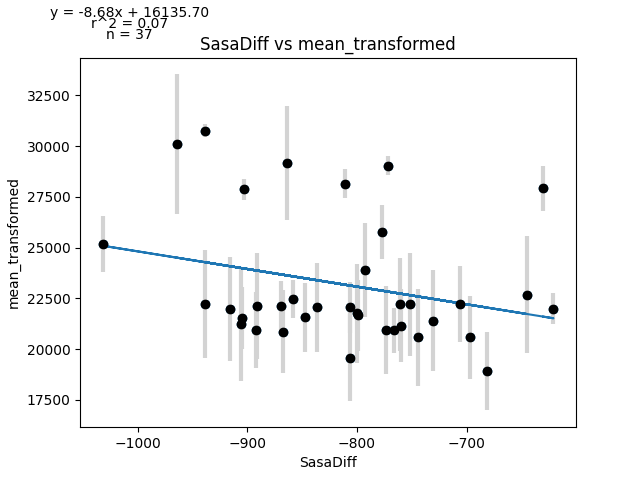 y = -8.68x + 16135.70
r^2 = 0.07
n = 37
SasaDiff vs mean_transformed
32500
30000
27500
25000
22500
20000
17500
mean_transformed
−1000
−900
−800
−700
SasaDiff